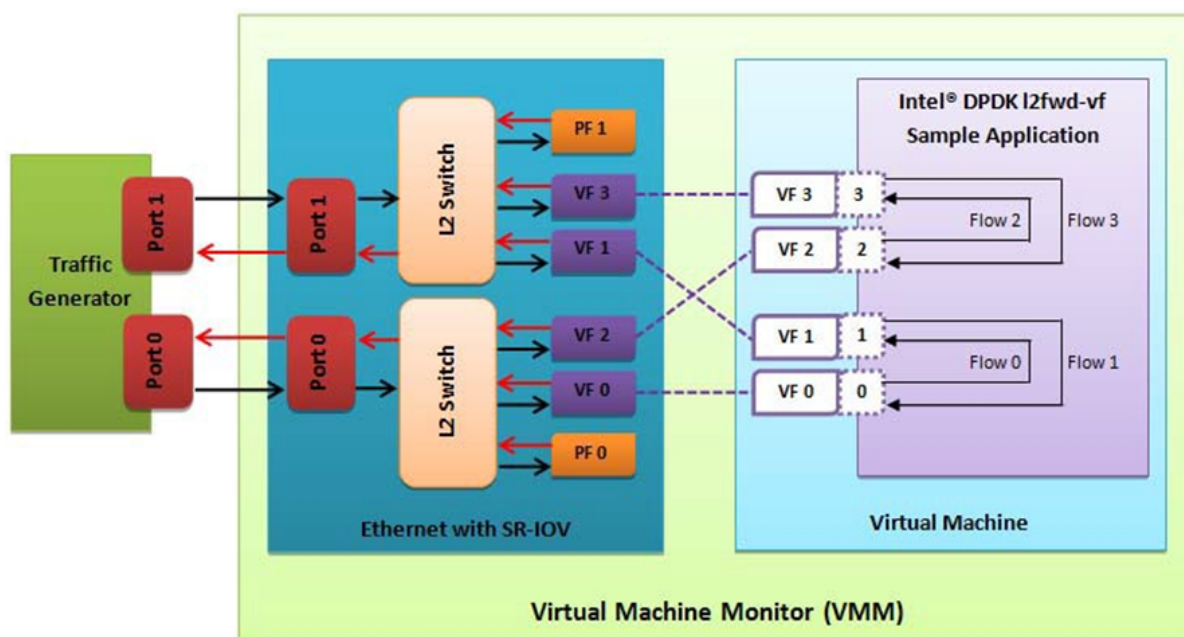 Traffic
Generator
Port 1
Port 0
Port 1
Port 0
L2 Switch
L2 Switch
PF 1
VF 3
VF 1
VF 2
VF 0
PF 0
Ethernet with SR-IOV
Intel® DPDK l2fwd-vf
Sample Application
VF 3
3
VF 2
2
Flow 2
Flow 3
VF 1
1
VF 0
0
Flow 0
Flow 1
Virtual Machine
Virtual Machine Monitor (VMM)